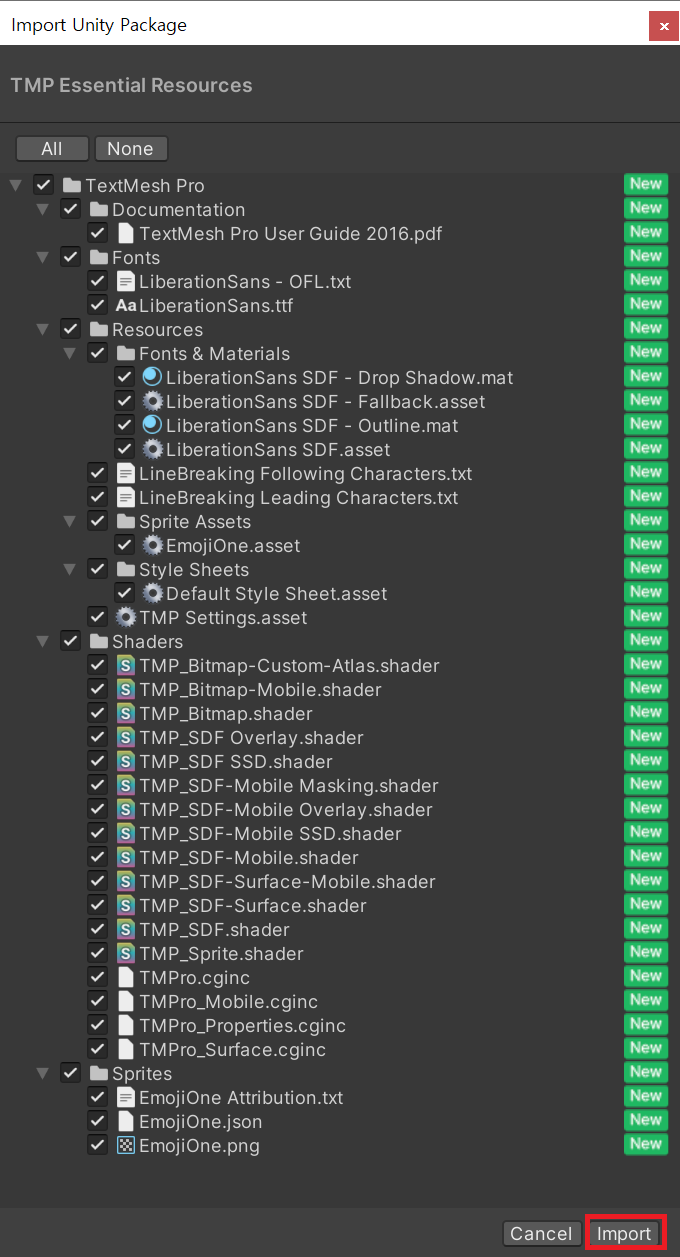 Import Unity Package
TMP Essential Resources
All None
TextMesh Pro New
Documentation New
TextMesh Pro User Guide 2016.pdf New
Fonts New
LiberationSans - OFL.txt New
Aa LiberationSans.ttf New
Resources New
Fonts & Materials New
LiberationSans SDF - Drop Shadow.mat New
LiberationSans SDF - Fallback.asset New
LiberationSans SDF - Outline.mat New
LiberationSans SDF.asset New
LineBreaking Following Characters.txt New
LineBreaking Leading Characters.txt New
Sprite Assets New
EmojiOne.asset New
Style Sheets New
Default Style Sheet.asset New
TMP Settings.asset New
Shaders New
S TMP_Bitmap-Custom-Atlas.shader New
S TMP_Bitmap-Mobile.shader New
S TMP_Bitmap.shader New
S TMP_SDF Overlay.shader New
S TMP_SDF SSD.shader New
S TMP_SDF-Mobile Masking.shader New
S TMP_SDF-Mobile Overlay.shader New
S TMP_SDF-Mobile SSD.shader New
S TMP_SDF-Mobile.shader New
S TMP_SDF-Surface-Mobile.shader New
S TMP_SDF-Surface.shader New
S TMP_SDF.shader New
S TMP_Sprite.shader New
TMPro.cginc New
TMPro_Mobile.cginc New
TMPro_Properties.cginc New
TMPro_Surface.cginc New
Sprites New
EmojiOne Attribution.txt New
EmojiOne.json New
EmojiOne.png New
Cancel Import